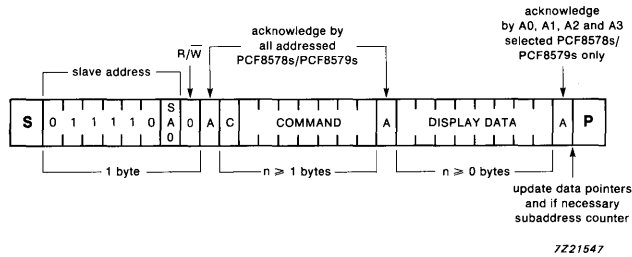 acknowledge by
all addressed
PCF8578s/PCF8579s
acknowledge
by A0, A1, A2 and A3
selected PCF8578s/
PCF8579s only
R/W̅
slave address
S 0 1 1 1 1 0 S A 0 0 A C COMMAND A DISPLAY DATA A P
1 byte
n ⩾ 1 bytes
n ⩾ 0 bytes
update data pointers
and if necessary
subaddress counter
7Z21547